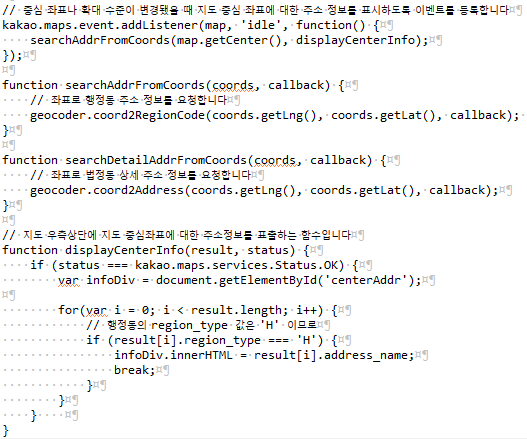 // 중심 좌표나 확대 수준이 변경됐을 때 지도 중심 좌표에 대한 주소 정보를 표시하도록 이벤트를 등록합니다
kakao.maps.event.addListener(map, 'idle', function() {
    searchAddrFromCoords(map.getCenter(), displayCenterInfo);
});

function searchAddrFromCoords(coords, callback) {
    // 좌표로 행정동 주소 정보를 요청합니다
    geocoder.coord2RegionCode(coords.getLng(), coords.getLat(), callback);
}

function searchDetailAddrFromCoords(coords, callback) {
    // 좌표로 법정동 상세 주소 정보를 요청합니다
    geocoder.coord2Address(coords.getLng(), coords.getLat(), callback);
}

// 지도 우측상단에 지도 중심좌표에 대한 주소정보를 표출하는 함수입니다
function displayCenterInfo(result, status) {
    if (status === kakao.maps.services.Status.OK) {
        var infoDiv = document.getElementById('centerAddr');

        for(var i = 0; i < result.length; i++) {
            // 행정동의 region_type 값은 'H' 이므로
            if (result[i].region_type === 'H') {
                infoDiv.innerHTML = result[i].address_name;
                break;
            }
        }
    }
}